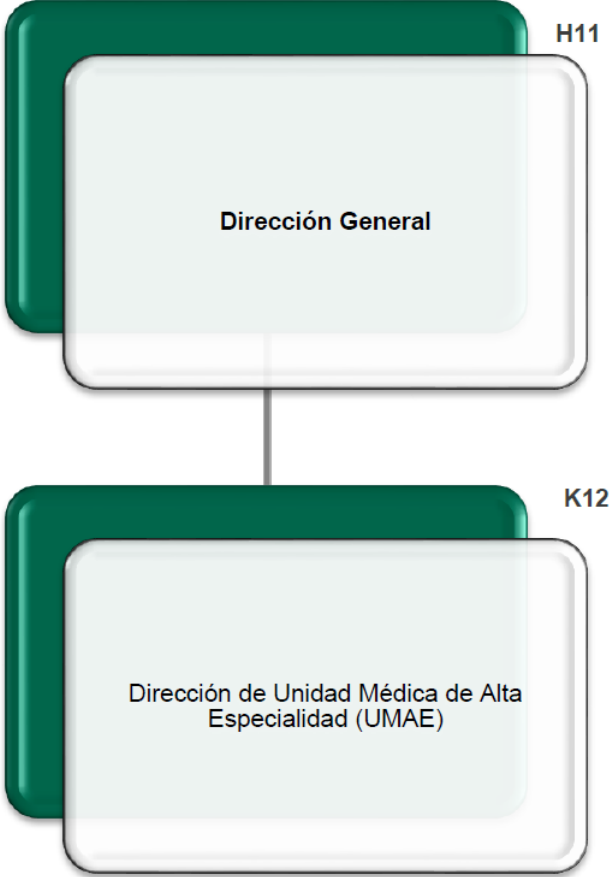 H11
Dirección General
K12
Dirección de Unidad Médica de Alta
Especialidad (UMAE)